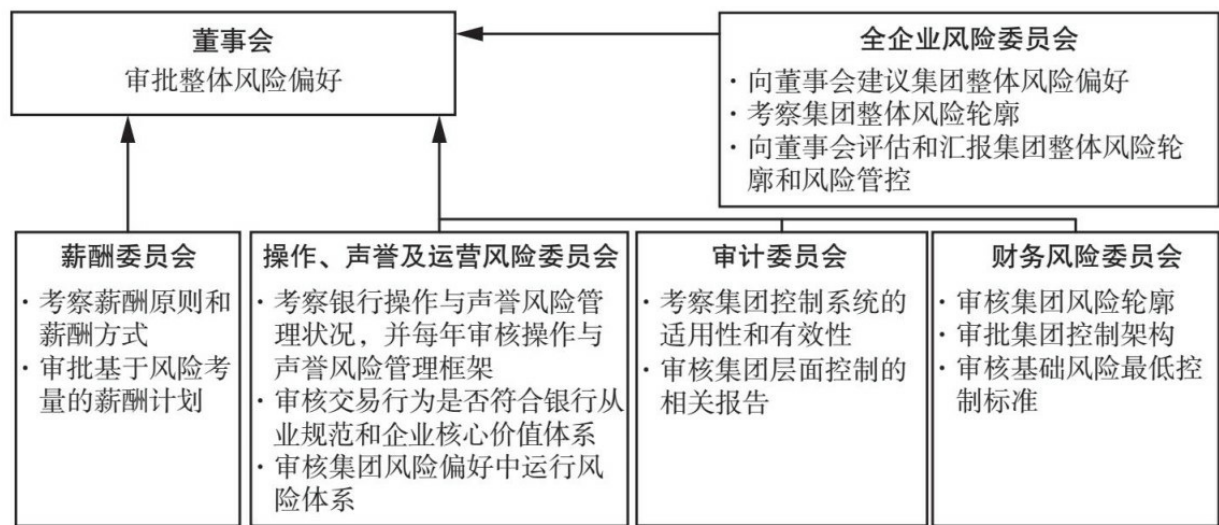 董事会
审批整体风险偏好
全企业风险委员会
·向董事会建议集团整体风险偏好
·考察集团整体风险轮廓
·向董事会评估和汇报集团整体风险轮
廓和风险管控
薪酬委员会
·考察薪酬原则和
薪酬方式
·审批基于风险考
量的薪酬计划
操作、声誉及运营风险委员会
·考察银行操作与声誉风险管
理状况，并每年审核操作与
声誉风险管理框架
·审核交易行为是否符合银行从
业规范和企业核心价值体系
·审核集团风险偏好中运行风
险体系
审计委员会
·考察集团控制系统的
适用性和有效性
·审核集团层面控制的
相关报告
财务风险委员会
·审核集团风险轮廓
·审批集团控制架构
·审核基础风险最低控
制标准